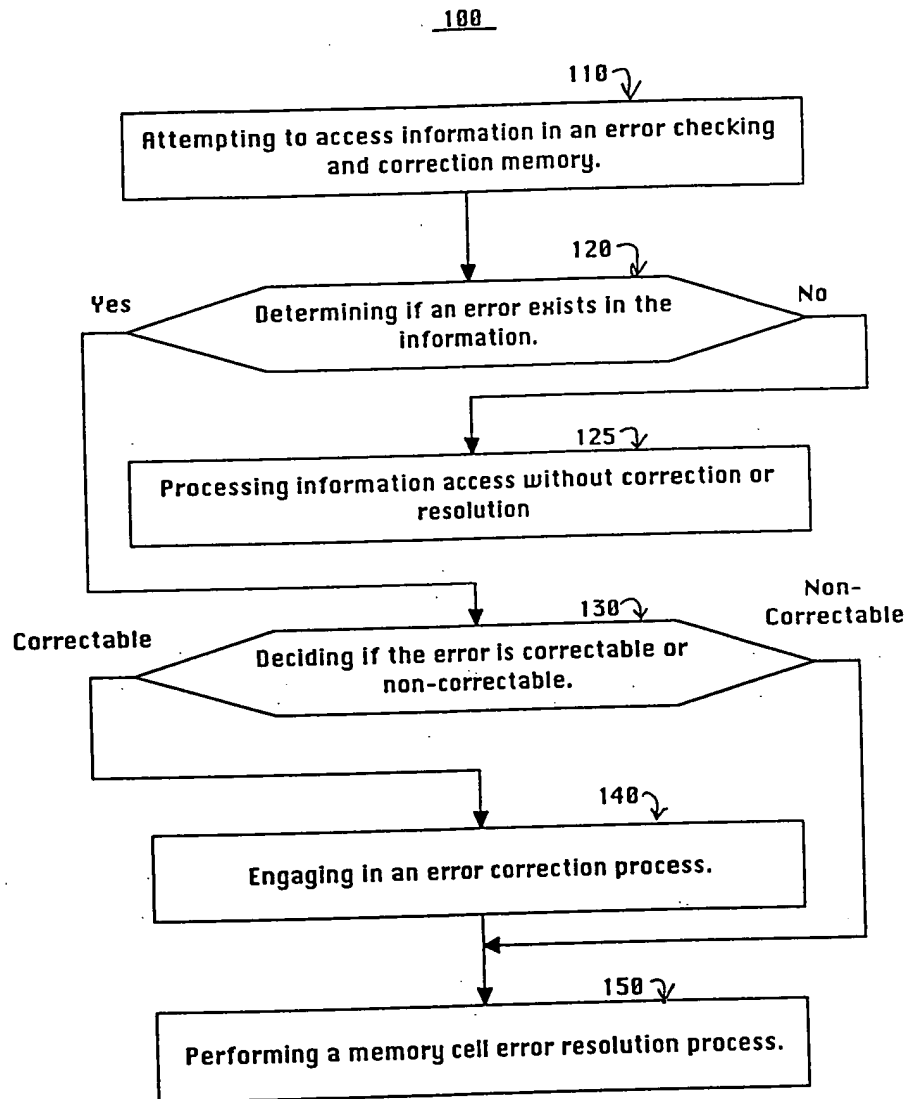 100
110
Attempting to access information in an error checking
and correction memory.
120
Yes
No
Determining if an error exists in the
information.
125
Processing information access without correction or
resolution
130
Non-
Correctable
Correctable
Deciding if the error is correctable or
non-correctable.
140
Engaging in an error correction process.
150
Performing a memory cell error resolution process.